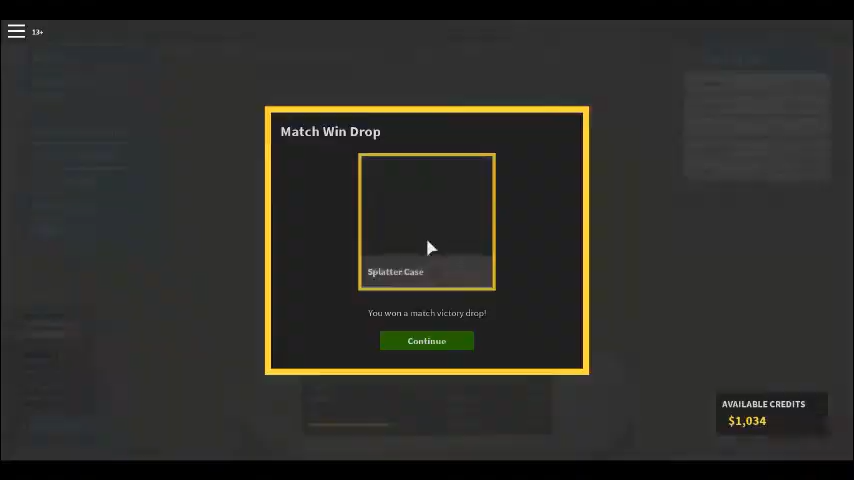 13+
Match Win Drop
Splatter Case
You won a match victory drop!
Continue
AVAILABLE CREDITS
$1,034